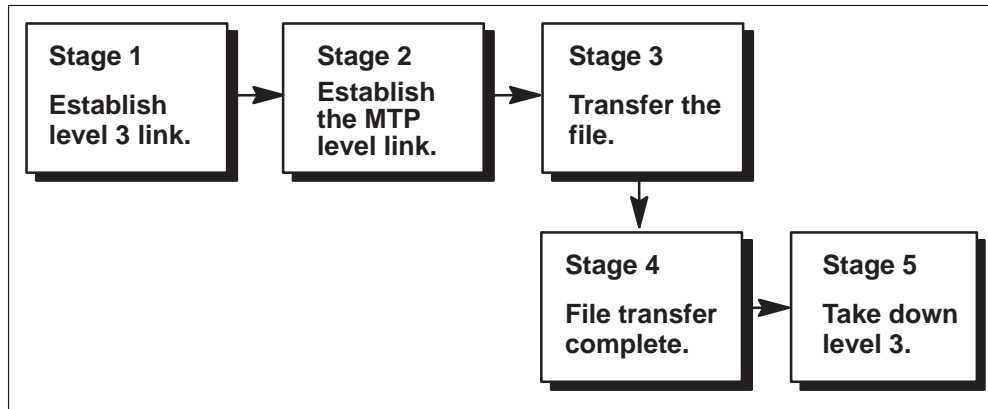 Stage 1
Establish
level 3 link.
Stage 2
Establish
the MTP
level link.
Stage 3
Transfer the
file.
Stage 4
File transfer
complete.
Stage 5
Take down
level 3.